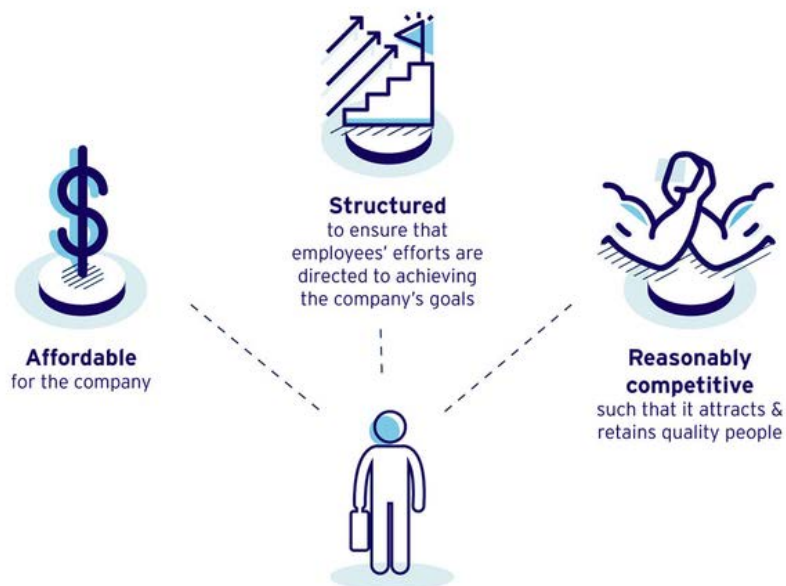 Structured
to ensure that
employees' efforts are
directed to achieving
the company's goals
Affordable
for the company
Reasonably
competitive
such that it attracts &
retains quality people